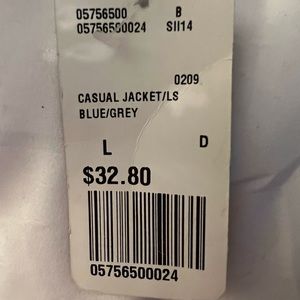 05756500 B
05756500024 SII14
0209
CASUAL JACKET/LS
BLUE/GREY
L D
$32.80
05756500024